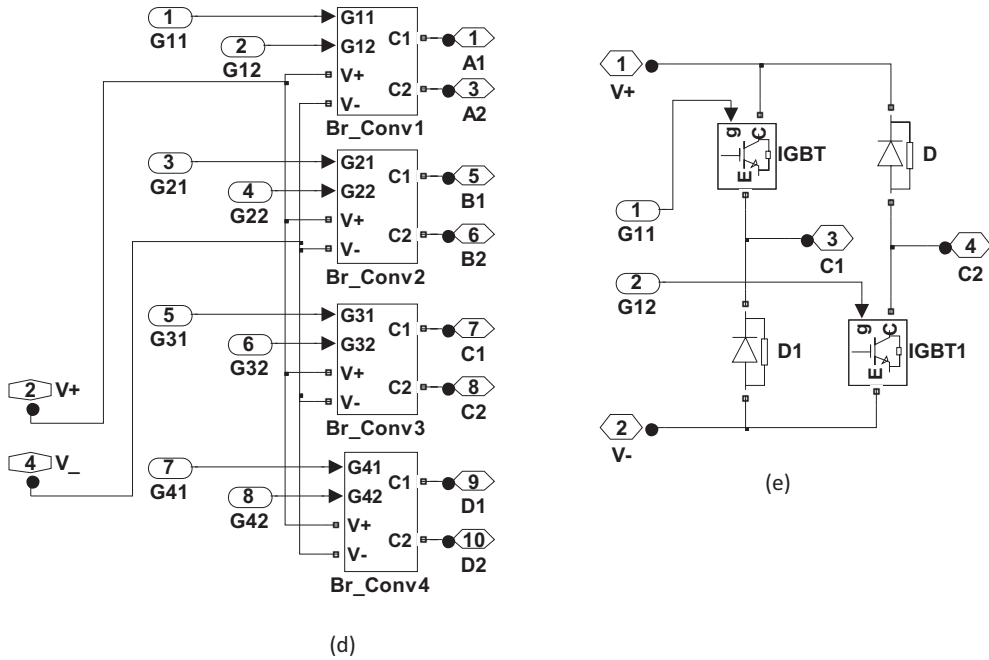 1
G11
2
G12
G11
G12
V+
V-
C1
C2
Br_Conv1
1
A1
3
A2
3
G21
4
G22
G21
G22
V+
V-
C1
C2
Br_Conv2
5
B1
6
B2
5
G31
6
G32
G31
G32
V+
V-
C1
C2
Br_Conv3
7
C1
8
C2
2
V+
4
V_
7
G41
8
G42
G41
G42
V+
V-
C1
C2
Br_Conv4
9
D1
10
D2
(d)
1
V+
g
C
E
IGBT
D
1
G11
3
C1
4
C2
2
G12
D1
g
C
E
IGBT1
2
V-
(e)